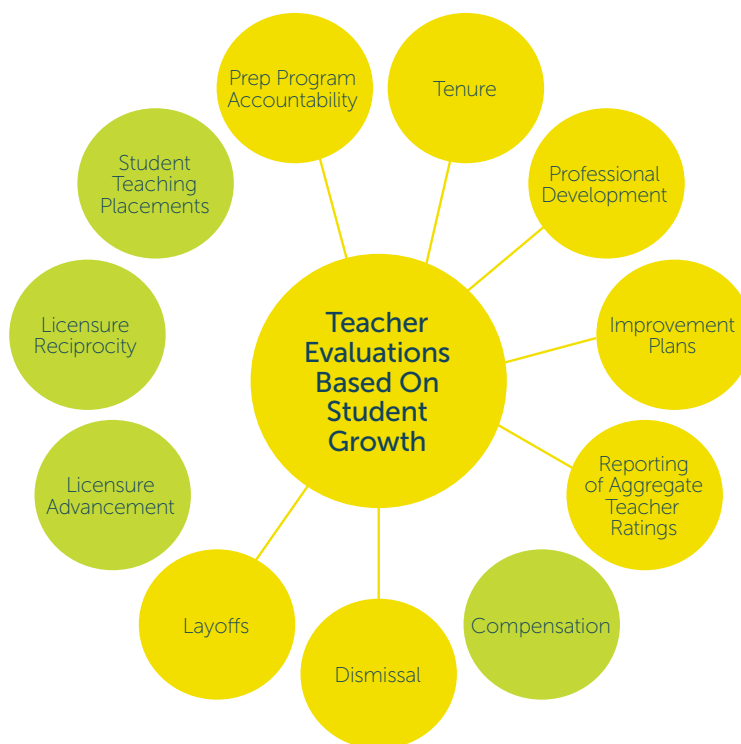 Prep Program
Accountability
Tenure
Student
Teaching
Placements
Professional
Development
Licensure
Reciprocity
Teacher
Evaluations
Based On
Student
Growth
Improvement
Plans
Licensure
Advancement
Reporting
of Aggregate
Teacher
Ratings
Layoffs
Compensation
Dismissal